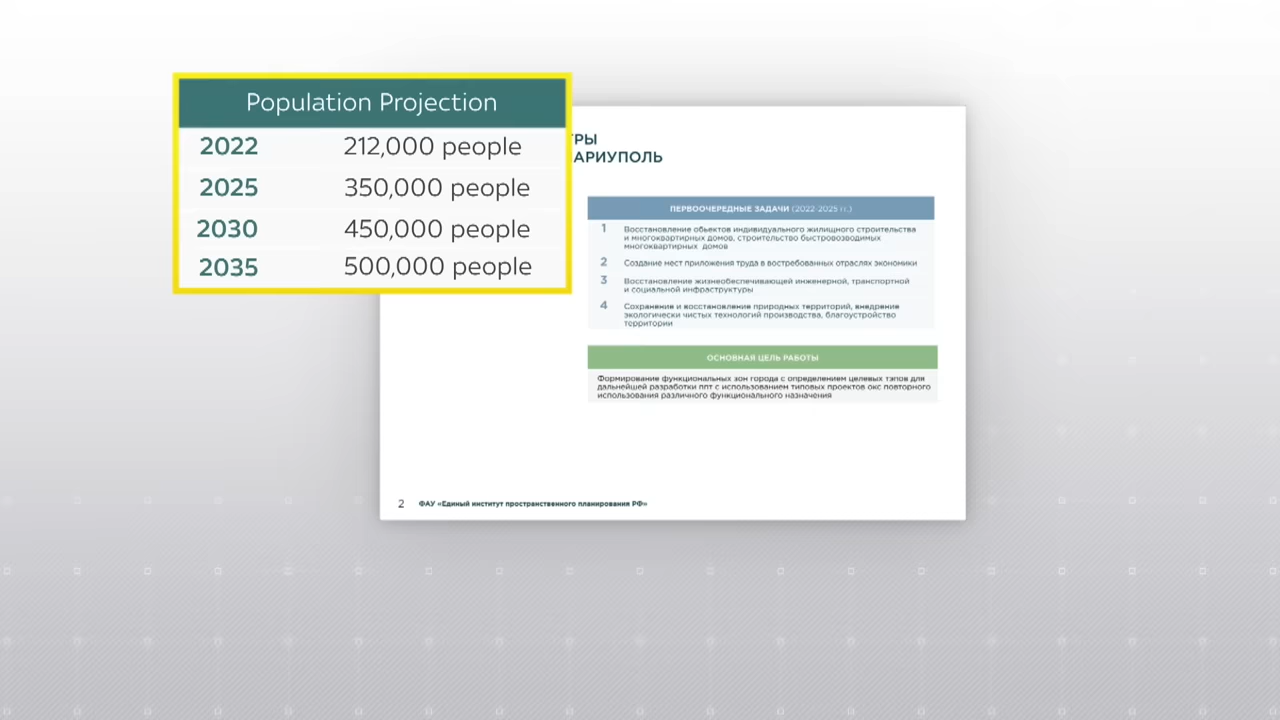 Population Projection
2022 212,000 people
2025 350,000 people
2030 450,000 people
2035 500,000 people
ТРЫ
АРИУПОЛЬ
ПЕРВООЧЕРЕДНЫЕ ЗАДАЧИ (2022-2025 гг.)
1 Восстановление объектов индивидуального жилищного строительства
и многоквартирных домов, строительство быстровозводимых
многоквартирных домов
2 Создание мест приложения труда в востребованных отраслях экономики
3 Восстановление жизнеобеспечивающей инженерной, транспортной
и социальной инфраструктуры
4 Сохранение и восстановление природных территорий, внедрение
экологически чистых технологий производства, благоустройство
территории
ОСНОВНАЯ ЦЕЛЬ РАБОТЫ
Формирование функциональных зон города с определением целевых тэпов для
дальнейшей разработки ппт с использованием типовых проектов окс повторного
использования различного функционального назначения
2 ФАУ «Единый институт пространственного планирования РФ»